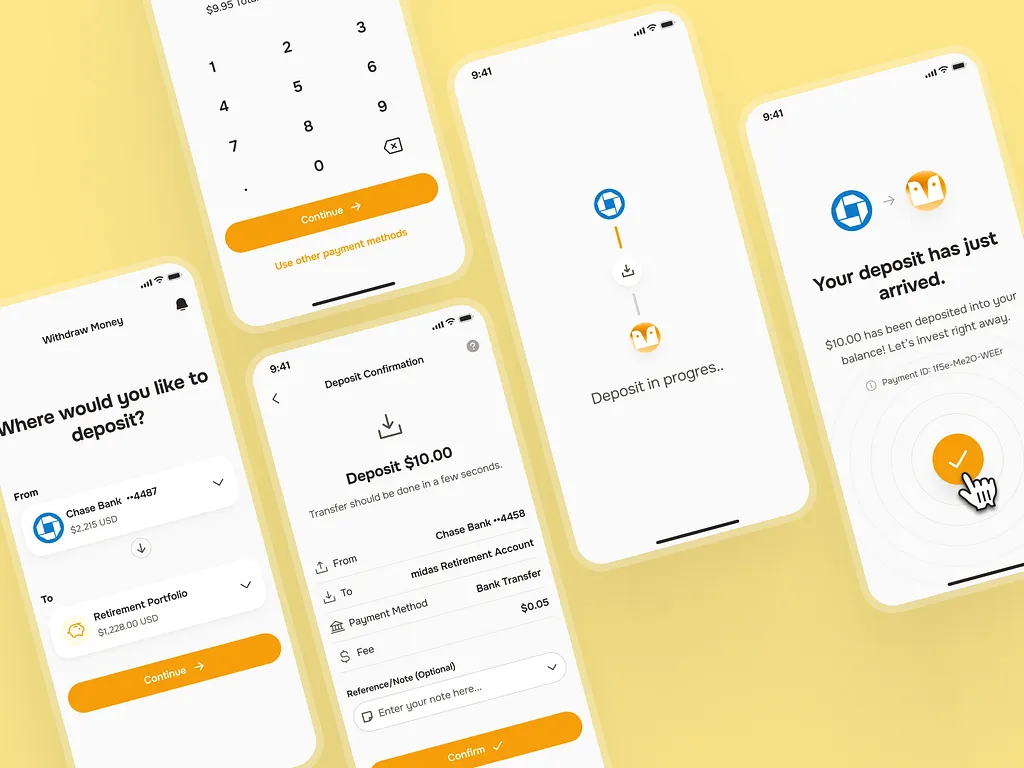 $9.95
1
2
3
4
5
6
7
8
9
.
0
Continue
Use other payment methods
Withdraw Money
Where would you like to
deposit?
From
Chase Bank ••4487
$2,215 USD
To
Retirement Portfolio
$1,228.00 USD
Continue
9:41
Deposit Confirmation
?
Deposit $10.00
Transfer should be done in a few seconds.
From
Chase Bank ••4458
To
midas Retirement Account
Payment Method
Bank Transfer
Fee
$0.05
Reference/Note (Optional)
Enter your note here...
Confirm
9:41
Deposit in progres..
9:41
Your deposit has just
arrived.
$10.00 has been deposited into your
balance! Let's invest right away.
Payment ID: 1f5e-Me2O-WEEr